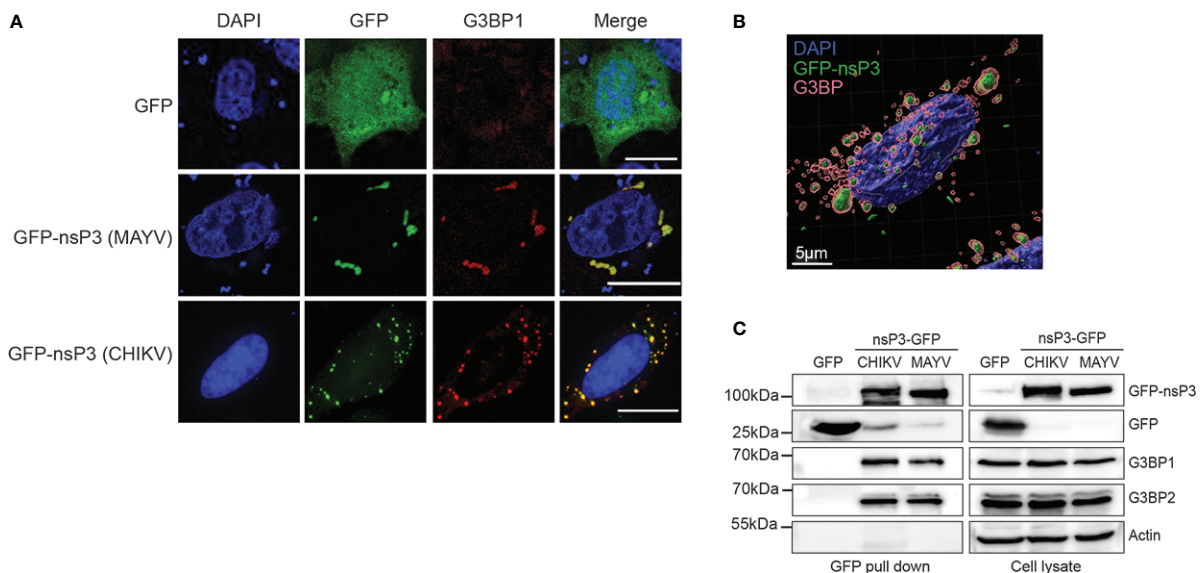 A
DAPI GFP G3BP1 Merge
GFP
GFP-nsP3 (MAYV)
GFP-nsP3 (CHIKV)
B
DAPI
GFP-nsP3
G3BP
5µm
C
nsP3-GFP nsP3-GFP
GFP CHIKV MAYV GFP CHIKV MAYV
100kDa GFP-nsP3
25kDa GFP
70kDa G3BP1
70kDa G3BP2
55kDa Actin
GFP pull down Cell lysate